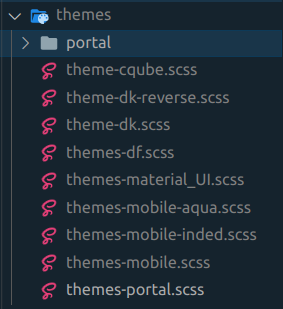 themes
portal
theme-cqube.scss
theme-dk-reverse.scss
theme-dk.scss
themes-df.scss
themes-material_UI.scss
themes-mobile-aqua.scss
themes-mobile-inded.scss
themes-mobile.scss
themes-portal.scss